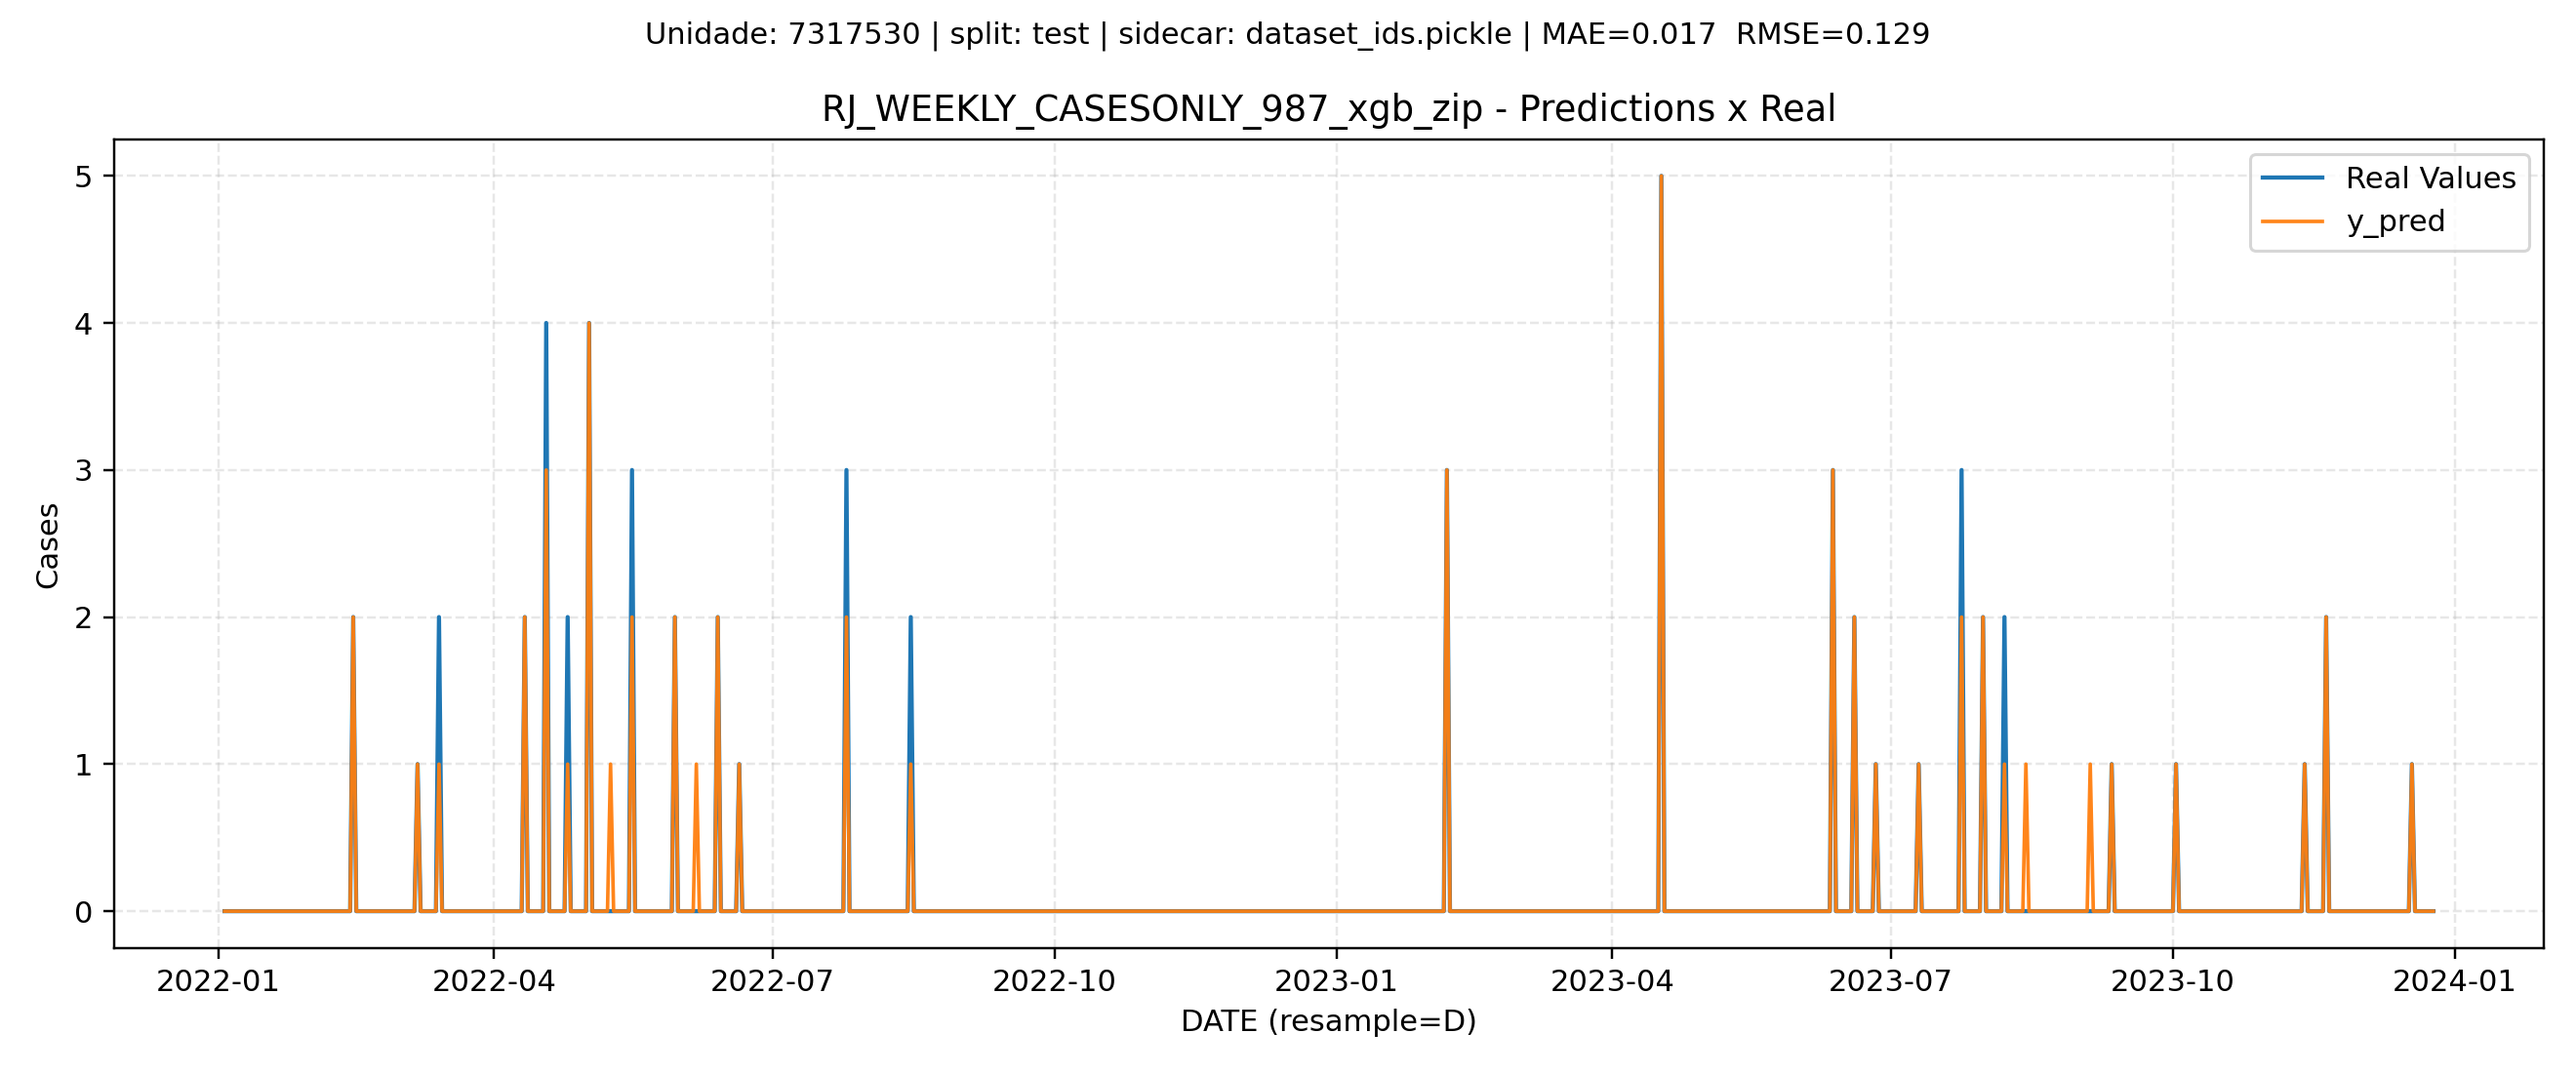 Unidade: 7317530 | split: test | sidecar: dataset_ids.pickle | MAE=0.017  RMSE=0.129
RJ_WEEKLY_CASESONLY_987_xgb_zip - Predictions x Real
Real Values
y_pred
Cases
5
4
3
2
1
0
2022-01
2022-04
2022-07
2022-10
2023-01
2023-04
2023-07
2023-10
2024-01
DATE (resample=D)